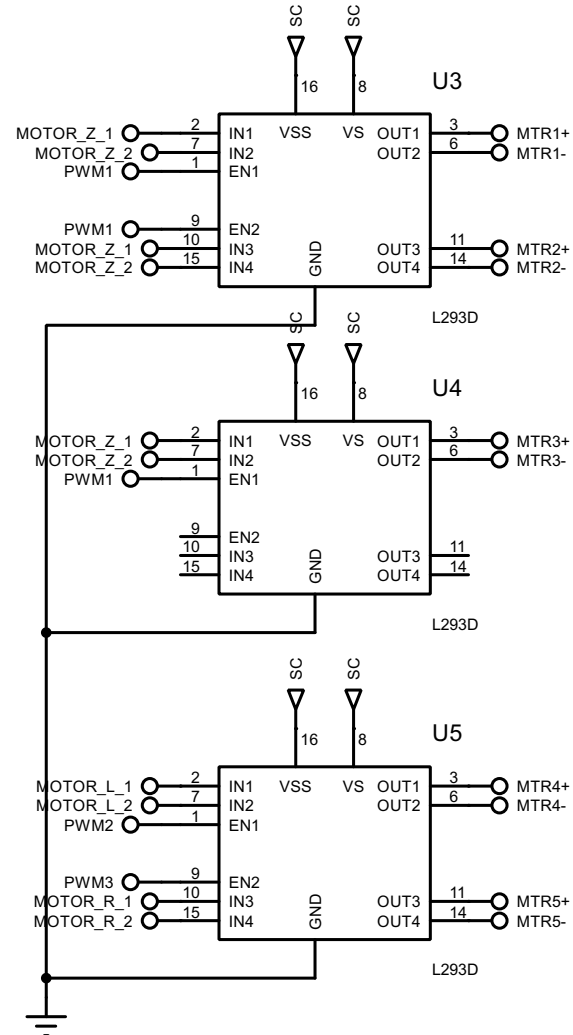 SC SC
16 8 U3
MOTOR_Z_1 2 IN1 VSS VS OUT1 3 MTR1+
MOTOR_Z_2 7 IN2 OUT2 6 MTR1-
PWM1 1 EN1
PWM1 9 EN2
MOTOR_Z_1 10 IN3 GND OUT3 11 MTR2+
MOTOR_Z_2 15 IN4 OUT4 14 MTR2-
L293D
SC SC
16 8 U4
MOTOR_Z_1 2 IN1 VSS VS OUT1 3 MTR3+
MOTOR_Z_2 7 IN2 OUT2 6 MTR3-
PWM1 1 EN1
9 EN2
10 IN3 GND OUT3 11
15 IN4 OUT4 14
L293D
SC SC
16 8 U5
MOTOR_L_1 2 IN1 VSS VS OUT1 3 MTR4+
MOTOR_L_2 7 IN2 OUT2 6 MTR4-
PWM2 1 EN1
PWM3 9 EN2
MOTOR_R_1 10 IN3 GND OUT3 11 MTR5+
MOTOR_R_2 15 IN4 OUT4 14 MTR5-
L293D